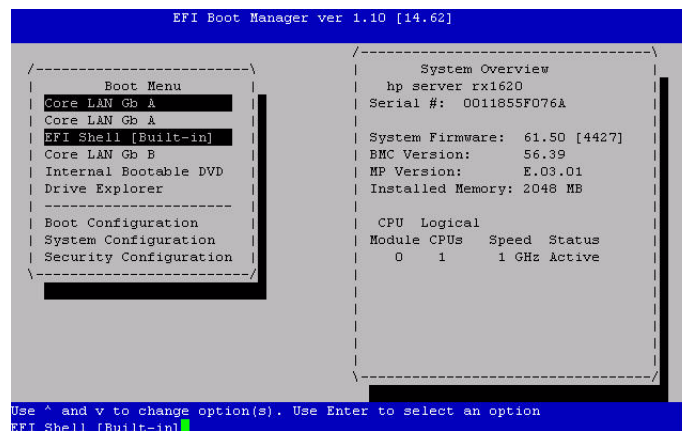 EFI Boot Manager ver 1.10 [14.62]
Boot Menu
Core LAN Gb A
Core LAN Gb A
EFI Shell [Built-in]
Core LAN Gb B
Internal Bootable DVD
Drive Explorer
Boot Configuration
System Configuration
Security Configuration
System Overview
hp server rx1620
Serial #: 0011855F076A
System Firmware: 61.50 [4427]
BMC Version: 56.39
MP Version: E.03.01
Installed Memory: 2048 MB
CPU Logical
Module CPUs Speed Status
0 1 1 GHz Active
Use ^ and v to change option(s). Use Enter to select an option
EFI Shell [Built-in]